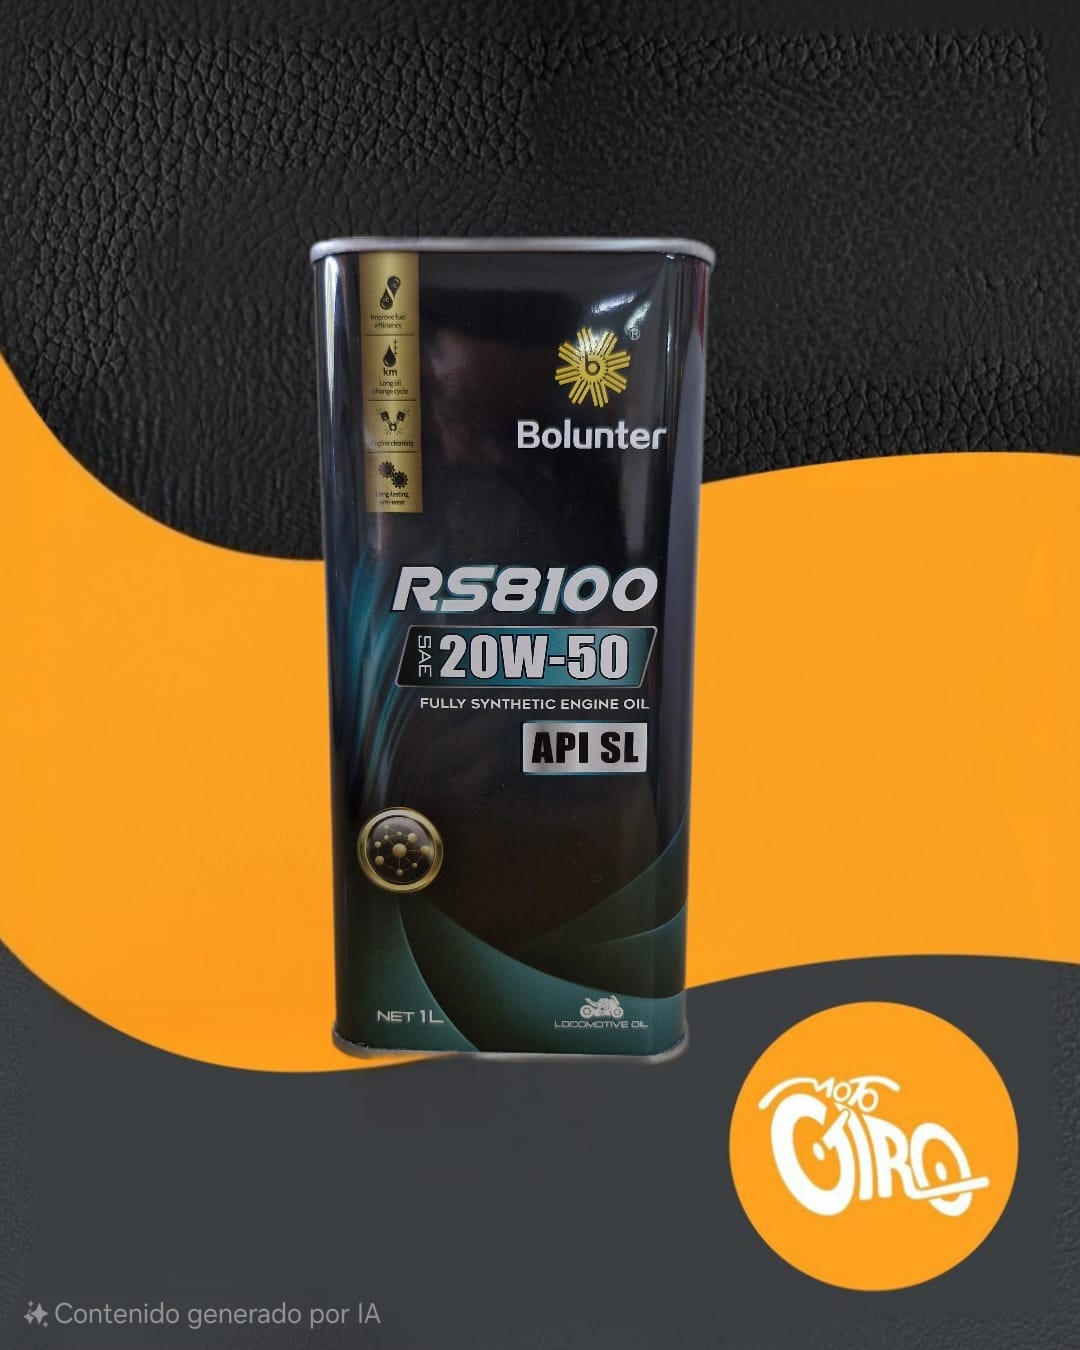 Improve fuel
efficiency
km
Long oil
change cycle
Engine cleaning
Long-lasting
anti-wear
b
®
Bolunter
RS8100
SAE 20W-50
FULLY SYNTHETIC ENGINE OIL
API SL
NET 1L
LOCOMOTIVE OIL
MOTO
GIRO
Contenido generado por IA